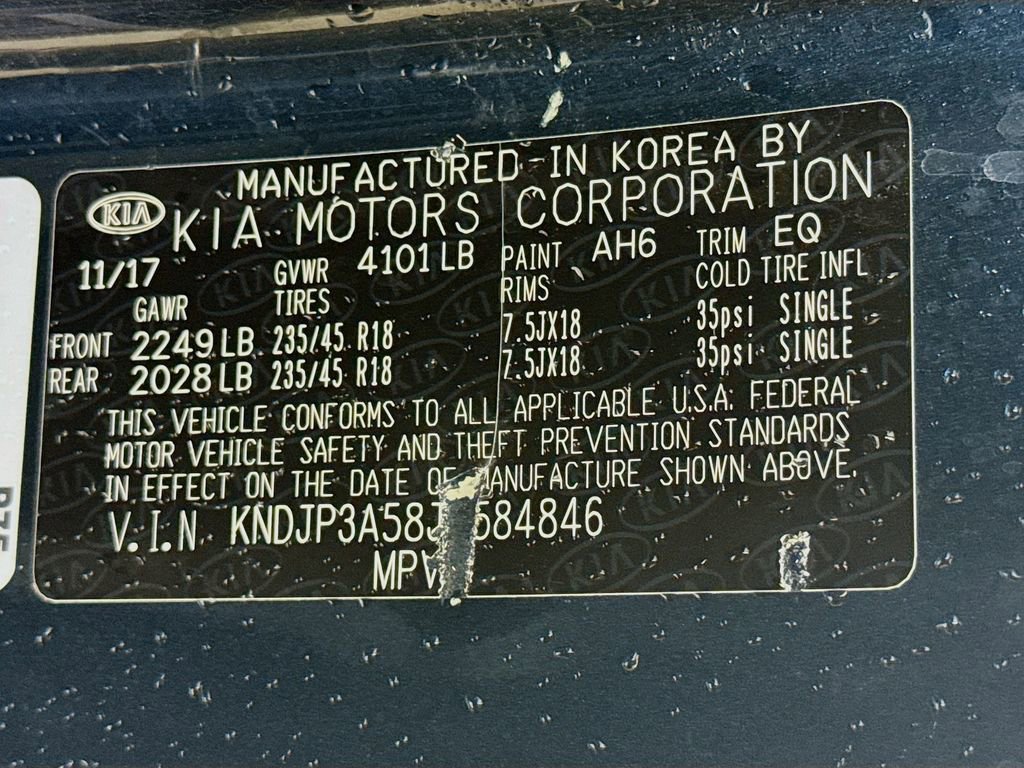 MANUFACTURED IN KOREA BY
KIA KIA MOTORS CORPORATION
11/17 GVWR 4101 LB PAINT AH6 TRIM EQ
GAWR TIRES RIMS COLD TIRE INFL
FRONT 2249 LB 235/45 R18 7.5JX18 35psi SINGLE
REAR 2028 LB 235/45 R18 7.5JX18 35psi SINGLE
THIS VEHICLE CONFORMS TO ALL APPLICABLE U.S.A. FEDERAL
MOTOR VEHICLE SAFETY AND THEFT PREVENTION STANDARDS
IN EFFECT ON THE DATE OF MANUFACTURE SHOWN ABOVE.
V.I.N
MPV